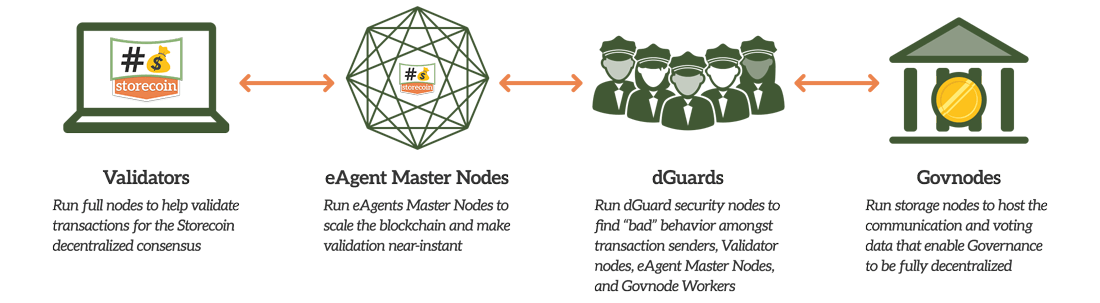 #
$
storecoin
#
$
storecoin
Validators
Run full nodes to help validate
transactions for the Storecoin
decentralized consensus
eAgent Master Nodes
Run eAgents Master Nodes to
scale the blockchain and make
validation near-instant
dGuards
Run dGuard security nodes to
find “bad” behavior amongst
transaction senders, Validator
nodes, eAgent Master Nodes,
and Govnode Workers
Govnodes
Run storage nodes to host the
communication and voting
data that enable Governance
to be fully decentralized